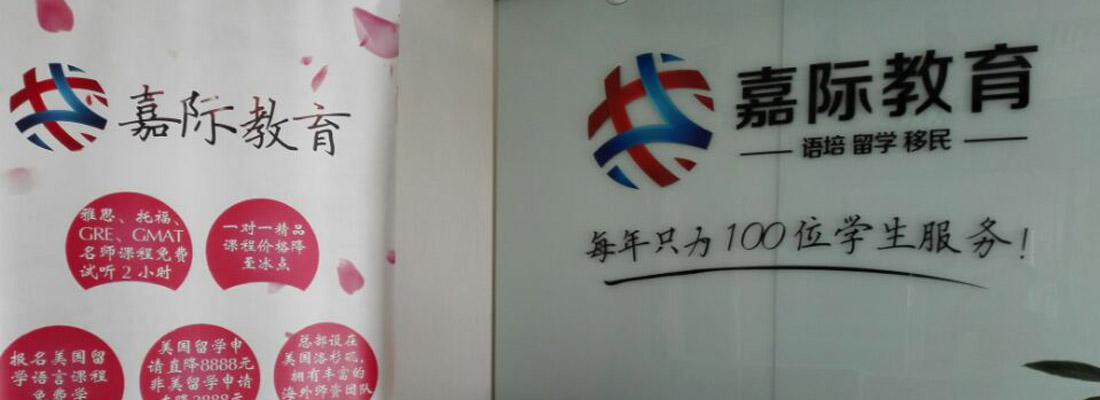 嘉际教育
雅思、托福、
GRE、GMAT
名师课程免费
试听2小时
一对一精品
课程价格降
至冰点
报名美国留
学语言课程
免费学
美国留学申
请直降8888元
非美留学申请
总部设在
美国洛杉矶,
拥有丰富的
海外师资团队
嘉际教育
语培 留学 移民
每年只为100位学生服务!